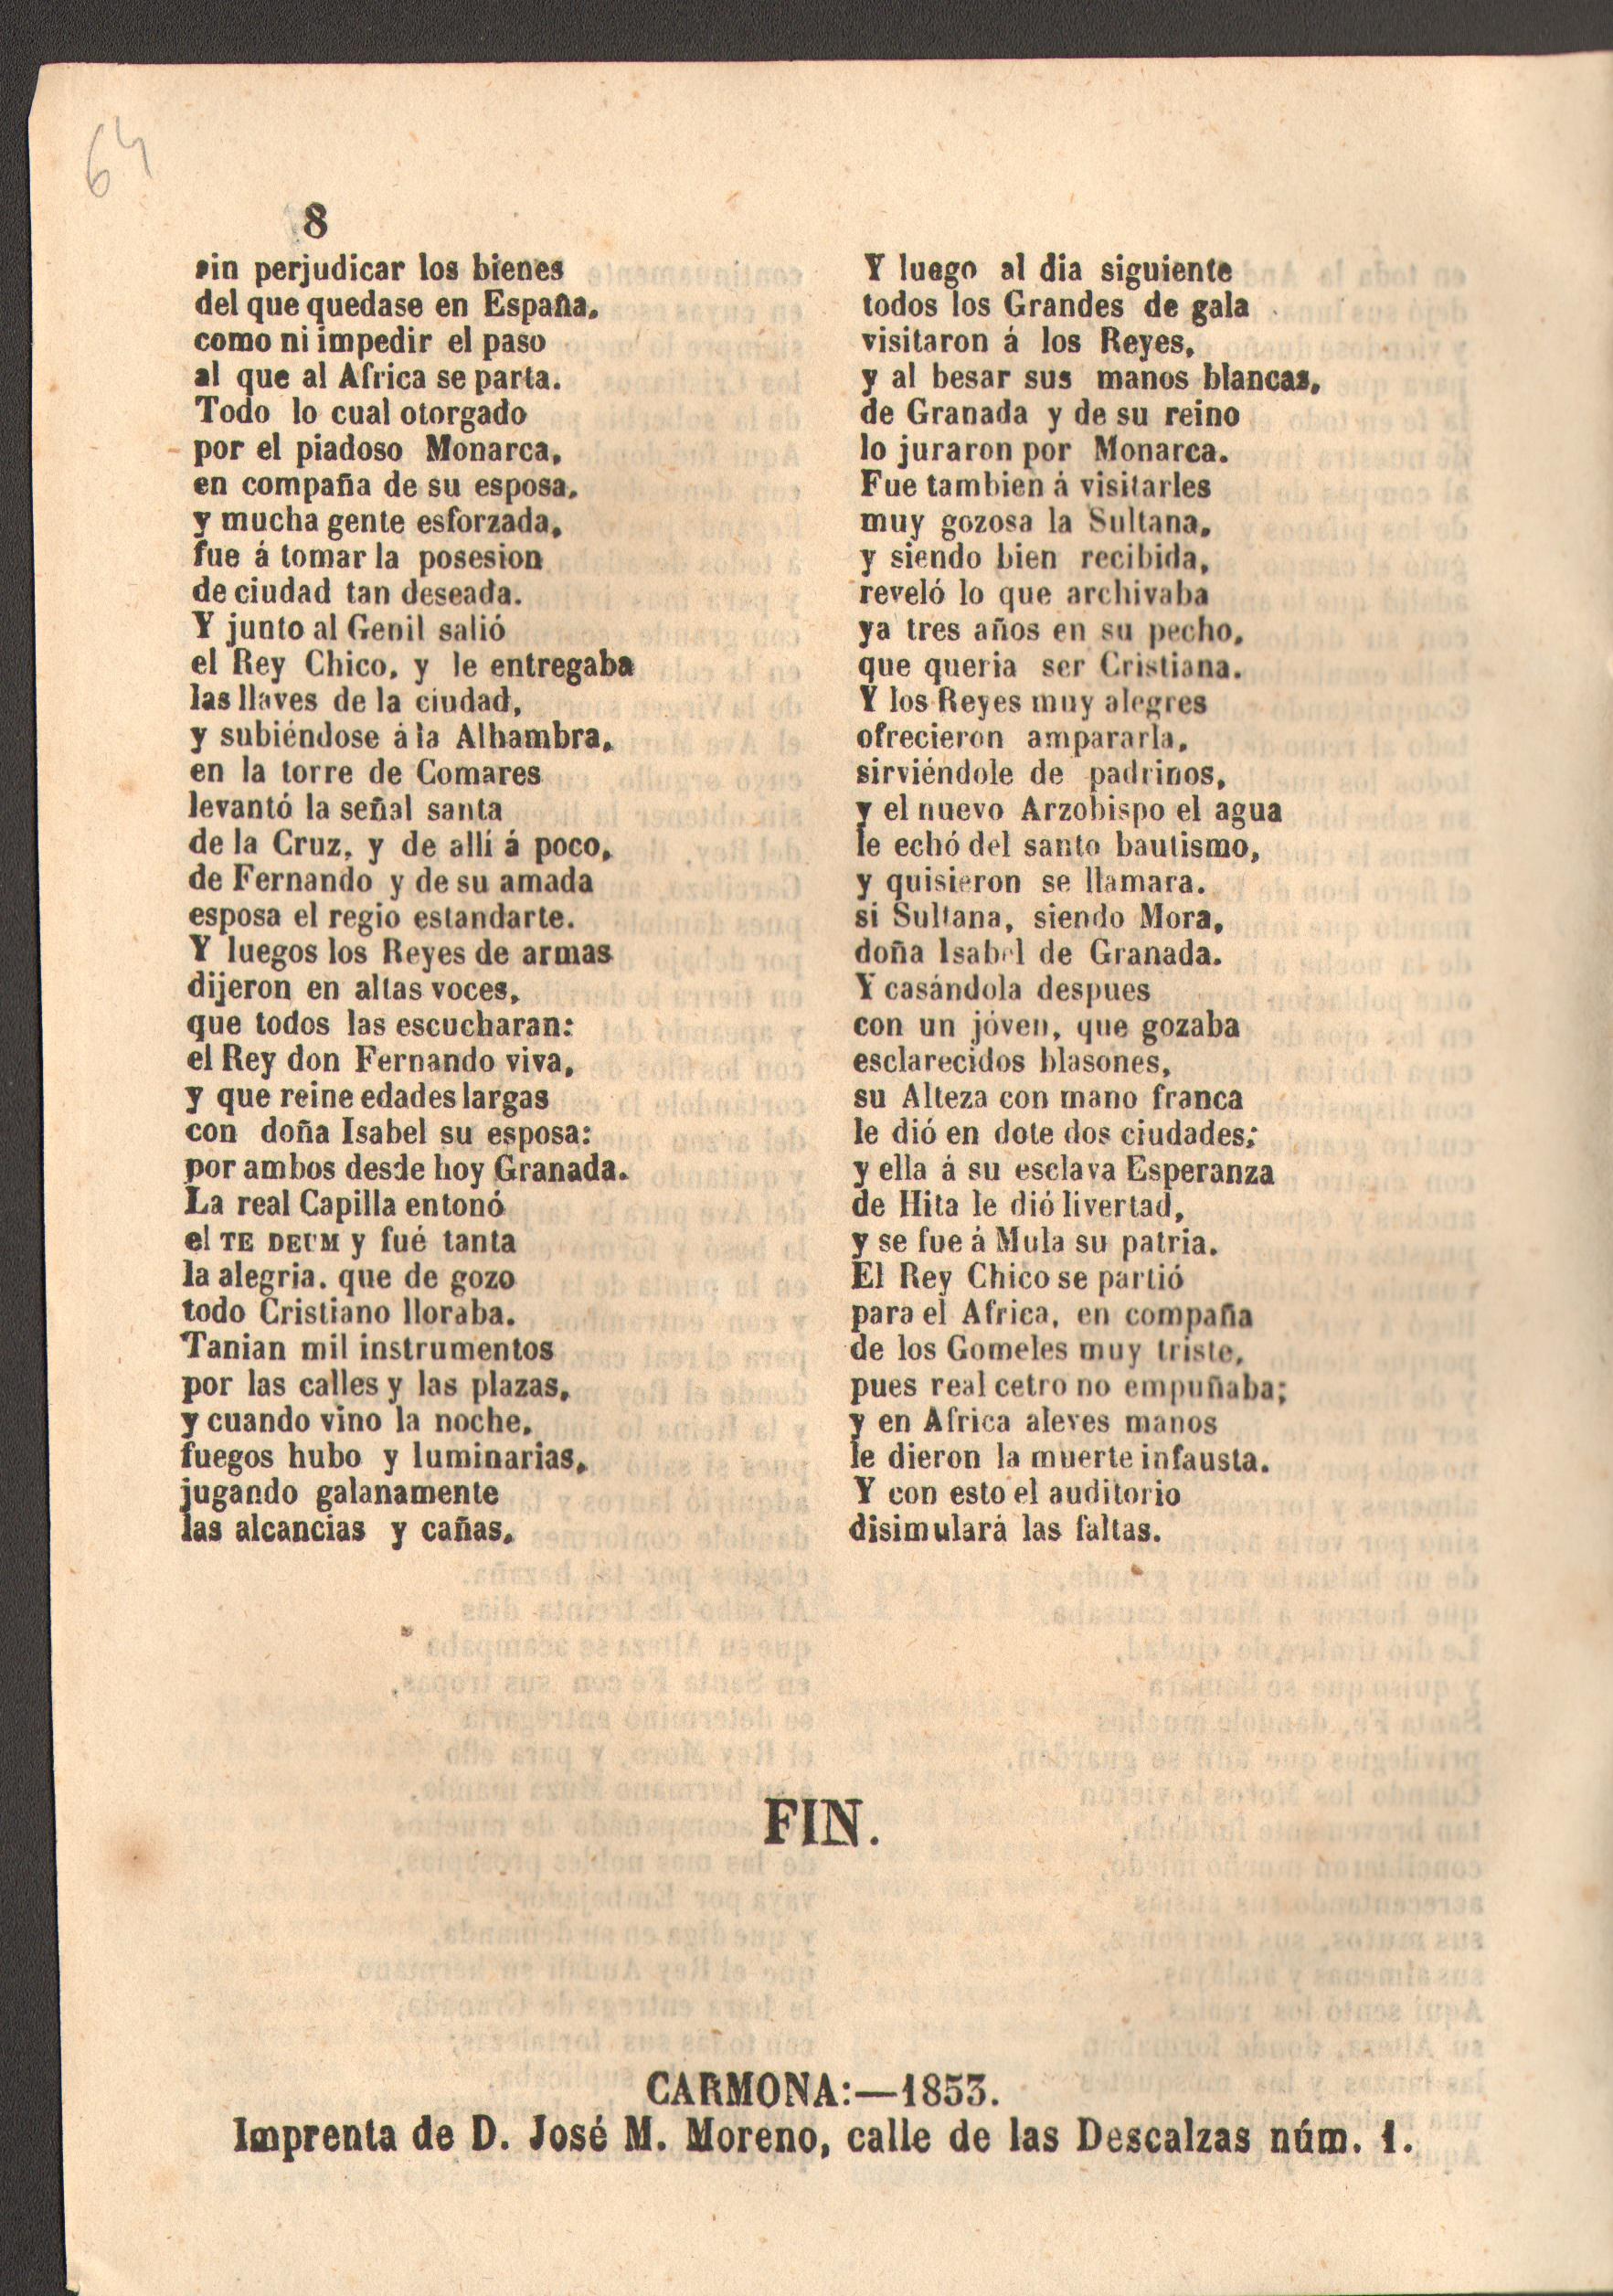 64
8
sin perjudicar los bienes
del que quedase en España,
como ni impedir el paso
al que al Africa se parta.
Todo lo cual otorgado
por el piadoso Monarca,
en compaña de su esposa,
y mucha gente esforzada,
fue á tomar la posesion
de ciudad tan deseada.
Y junto al Genil salió
el Rey Chico, y le entregaba
las llaves de la ciudad,
y subiéndose á la Alhambra,
en la torre de Comares
levantó la señal santa
de la Cruz, y de allí á poco,
de Fernando y de su amada
esposa el regio estandarte.
Y luegos los Reyes de armas
dijeron en altas voces,
que todos las escucharan:
el Rey don Fernando viva,
y que reine edades largas
con doña Isabel su esposa:
por ambos desde hoy Granada.
La real Capilla entonó
el TE DEUM y fué tanta
la alegria. que de gozo
todo Cristiano lloraba.
Tanian mil instrumentos
por las calles y las plazas,
y cuando vino la noche,
fuegos hubo y luminarias,
jugando galanamente
las alcancias y cañas,
Y luego al dia siguiente
todos los Grandes de gala
visitaron á los Reyes,
y al besar sus manos blancas,
de Granada y de su reino
lo juraron por Monarca.
Fue tambien á visitarles
muy gozosa la Sultana,
y siendo bien recibida,
reveló lo que archivaba
ya tres años en su pecho,
que queria ser Cristiana.
Y los Reyes muy alegres
ofrecieron ampararla,
sirviéndole de padrinos,
y el nuevo Arzobispo el agua
le echó del santo bautismo,
y quisieron se llamara.
si Sultana, siendo Mora,
doña Isabel de Granada.
Y casándola despues
con un jóven, que gozaba
esclarecidos blasones,
su Alteza con mano franca
le dió en dote dos ciudades;
y ella á su esclava Esperanza
de Hita le dió livertad,
y se fue á Mula su patria.
El Rey Chico se partió
para el Africa, en compaña
de los Gomeles muy triste,
pues real cetro no empuñaba;
y en Africa aleves manos
le dieron la muerte infausta.
Y con esto el auditorio
disimulará las faltas.
FIN.
CARMONA:—1853.
Imprenta de D. José M. Moreno, calle de las Descalzas núm. 1.